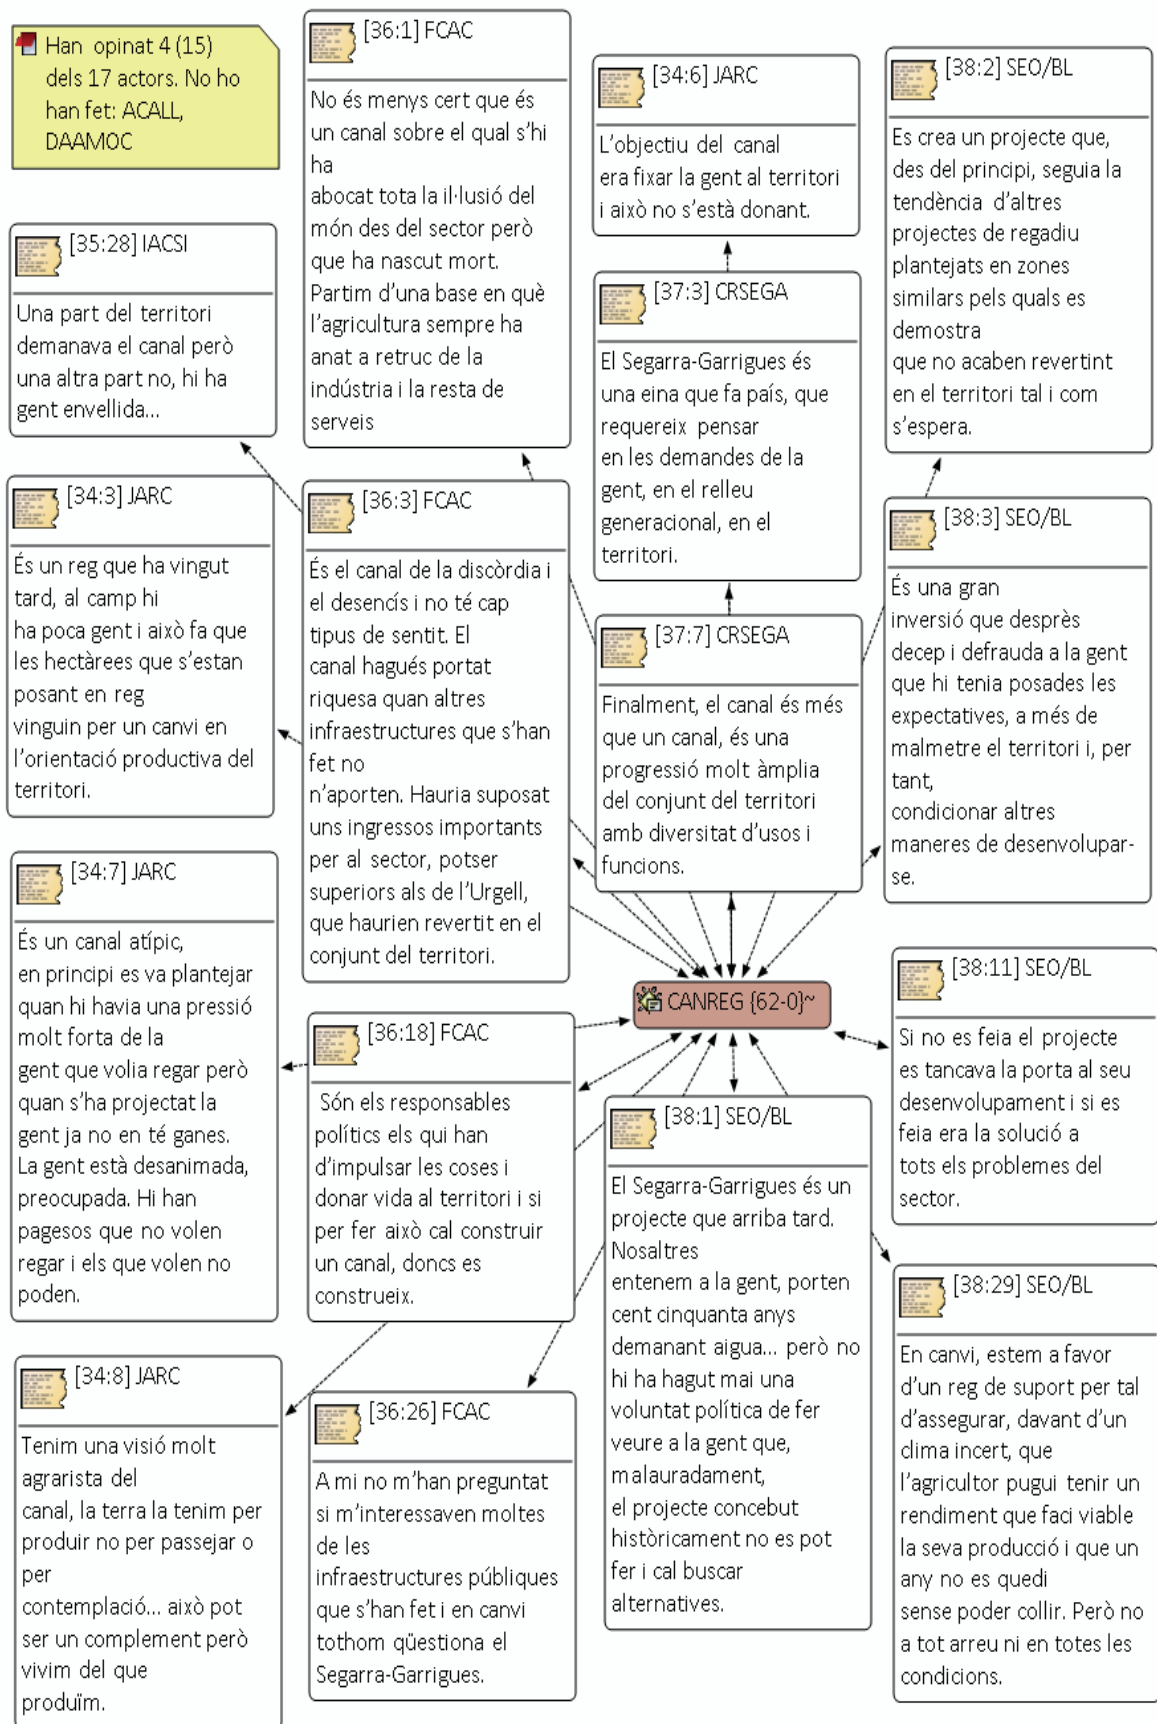 Han opinat 4 (15)
dels 17 actors. No ho
han fet: ACALL,
DAAMOC
[36:1] FCAC
No és menys cert que és
un canal sobre el qual s'hi
ha
abocat tota la il·lusió del
món des del sector però
que ha nascut mort.
Partim d'una base en què
l'agricultura sempre ha
anat a retruc de la
indústria i la resta de
serveis
[34:6] JARC
L'objectiu del canal
era fixar la gent al territori
i això no s'està donant.
[38:2] SEO/BL
Es crea un projecte que,
des del principi, seguia la
tendència d'altres
projectes de regadiu
plantejats en zones
similars pels quals es
demostra
que no acaben revertint
en el territori tal i com
s'espera.
[35:28] IACSI
Una part del territori
demanava el canal però
una altra part no, hi ha
gent envellida...
[37:3] CRSEGA
El Segarra-Garrigues és
una eina que fa país, que
requereix pensar
en les demandes de la
gent, en el relleu
generacional, en el
territori.
[34:3] JARC
És un reg que ha vingut
tard, al camp hi
ha poca gent i això fa que
les hectàrees que s'estan
posant en reg
vinguin per un canvi en
l'orientació productiva del
territori.
[36:3] FCAC
És el canal de la discòrdia i
el desencís i no té cap
tipus de sentit. El
canal hagués portat
riquesa quan altres
infraestructures que s'han
fet no
n'aporten. Hauria suposat
uns ingressos importants
per al sector, potser
superiors als de l'Urgell,
que haurien revertit en el
conjunt del territori.
[37:7] CRSEGA
Finalment, el canal és més
que un canal, és una
progressió molt àmplia
del conjunt del territori
amb diversitat d'usos i
funcions.
[38:3] SEO/BL
És una gran
inversió que desprès
decep i defrauda a la gent
que hi tenia posades les
expectatives, a més de
malmetre el territori i, per
tant,
condicionar altres
maneres de desenvolupar-
se.
[34:7] JARC
És un canal atípic,
en principi es va plantejar
quan hi havia una pressió
molt forta de la
gent que volia regar però
quan s'ha projectat la
gent ja no en té ganes.
La gent està desanimada,
preocupada. Hi han
pagesos que no volen
regar i els que volen no
poden.
CANREG {62-0}~
[36:18] FCAC
Són els responsables
polítics els qui han
d'impulsar les coses i
donar vida al territori i si
per fer això cal construir
un canal, doncs es
construeix.
[38:11] SEO/BL
Si no es feia el projecte
es tancava la porta al seu
desenvolupament i si es
feia era la solució a
tots els problemes del
sector.
[38:1] SEO/BL
El Segarra-Garrigues és un
projecte que arriba tard.
Nosaltres
entenem a la gent, porten
cent cinquanta anys
demanant aigua... però no
hi ha hagut mai una
voluntat política de fer
veure a la gent que,
malauradament,
el projecte concebut
històricament no es pot
fer i cal buscar
alternatives.
[38:29] SEO/BL
En canvi, estem a favor
d'un reg de suport per tal
d'assegurar, davant d'un
clima incert, que
l'agricultor pugui tenir un
rendiment que faci viable
la seva producció i que un
any no es quedi
sense poder collir. Però no
a tot arreu ni en totes les
condicions.
[34:8] JARC
Tenim una visió molt
agrarista del
canal, la terra la tenim per
produir no per passejar o
per
contemplació... això pot
ser un complement però
vivim del que
produïm.
[36:26] FCAC
A mi no m'han preguntat
si m'interessaven moltes
de les
infraestructures públiques
que s'han fet i en canvi
tothom qüestiona el
Segarra-Garrigues.